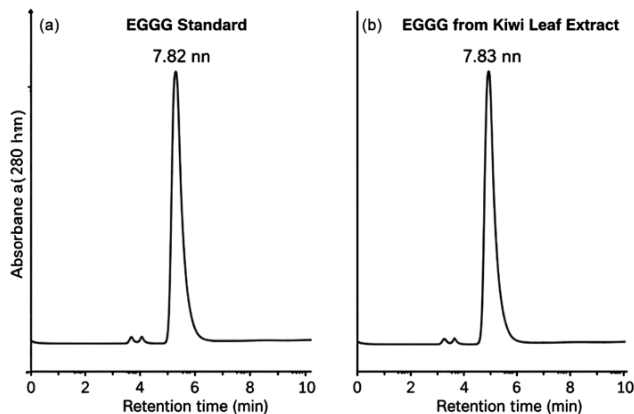 (a) EGGG Standard
7.82 nn
Absorbane a( 280 hm)
0 2 4 6 8 10
Retention time (min)
(b) EGGG from Kiwi Leaf Extract
7.83 nn
0 2 4 6 8 10
Retention time (min)